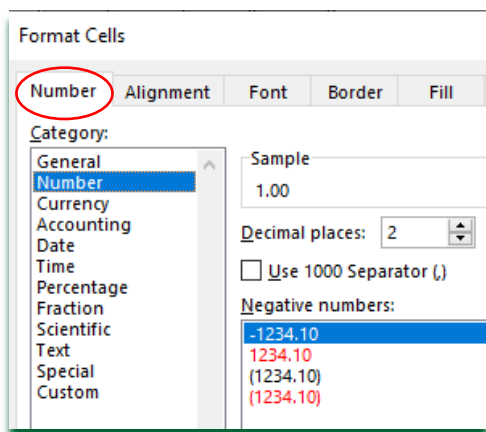 Format Cells
Number Alignment Font Border Fill
Category:
General
Number
Currency
Accounting
Date
Time
Percentage
Fraction
Scientific
Text
Special
Custom
Sample
1.00
Decimal places: 2
Use 1000 Separator (,)
Negative numbers:
-1234.10
1234.10
(1234.10)
(1234.10)